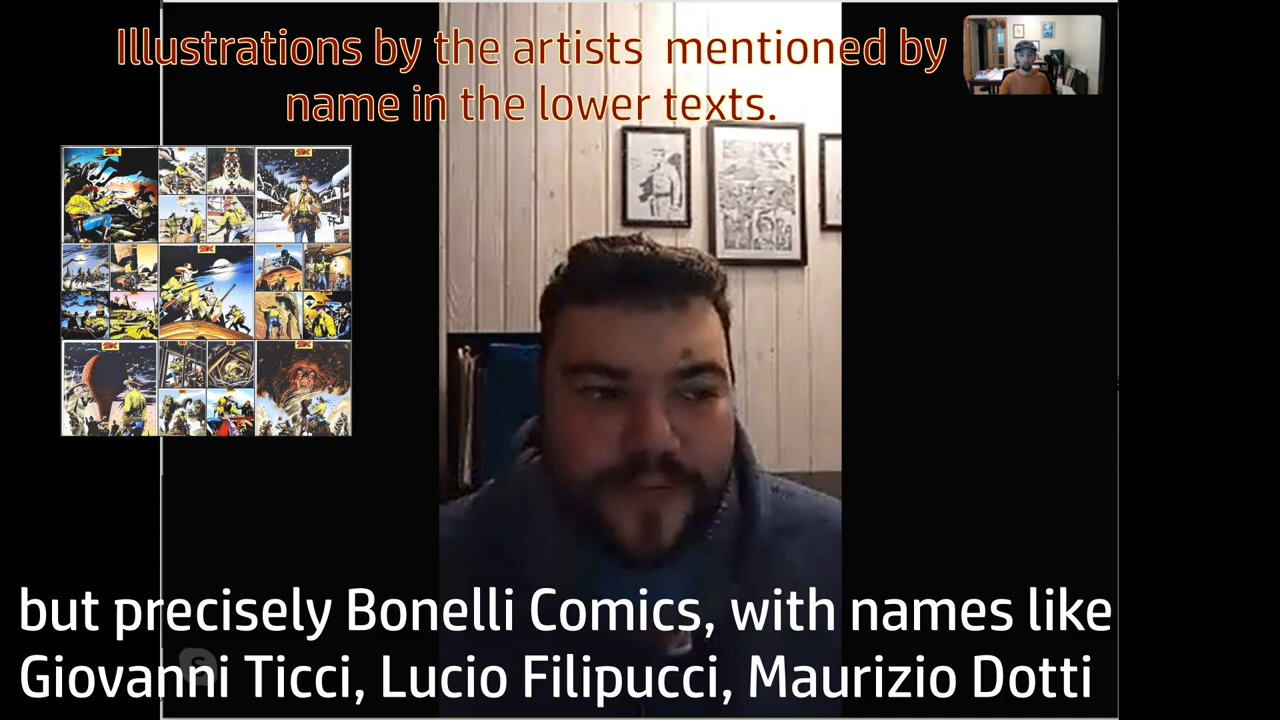 Illustrations by the artists  mentioned by
name in the lower texts.
but precisely Bonelli Comics, with names like
Giovanni Ticci, Lucio Filipucci, Maurizio Dotti